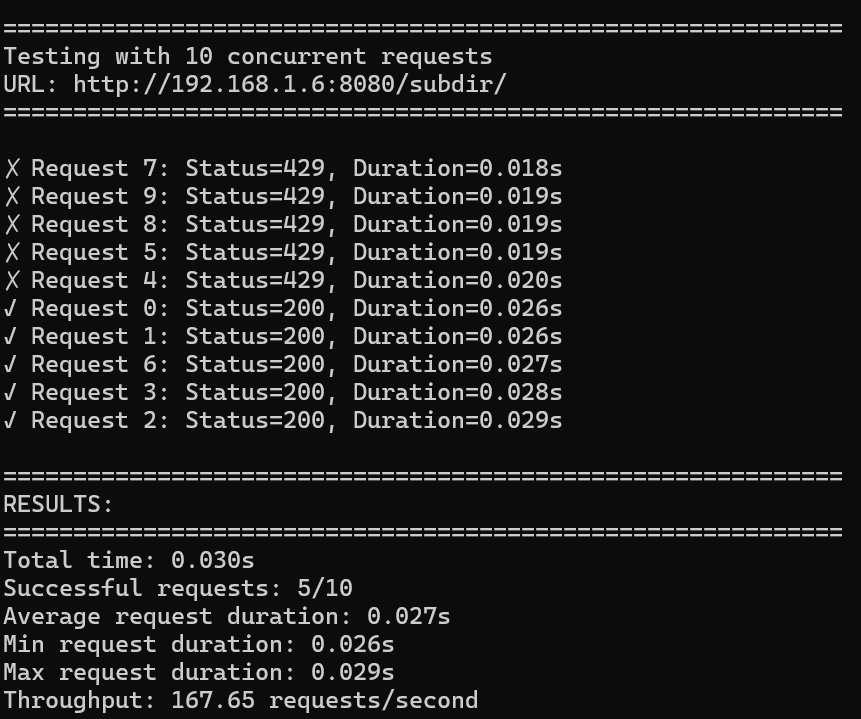 ============================================================
Testing with 10 concurrent requests
URL: http://192.168.1.6:8080/subdir/
============================================================
✗ Request 7: Status=429, Duration=0.018s
✗ Request 9: Status=429, Duration=0.019s
✗ Request 8: Status=429, Duration=0.019s
✗ Request 5: Status=429, Duration=0.019s
✗ Request 4: Status=429, Duration=0.020s
✓ Request 0: Status=200, Duration=0.026s
✓ Request 1: Status=200, Duration=0.026s
✓ Request 6: Status=200, Duration=0.027s
✓ Request 3: Status=200, Duration=0.028s
✓ Request 2: Status=200, Duration=0.029s
============================================================
RESULTS:
============================================================
Total time: 0.030s
Successful requests: 5/10
Average request duration: 0.027s
Min request duration: 0.026s
Max request duration: 0.029s
Throughput: 167.65 requests/second